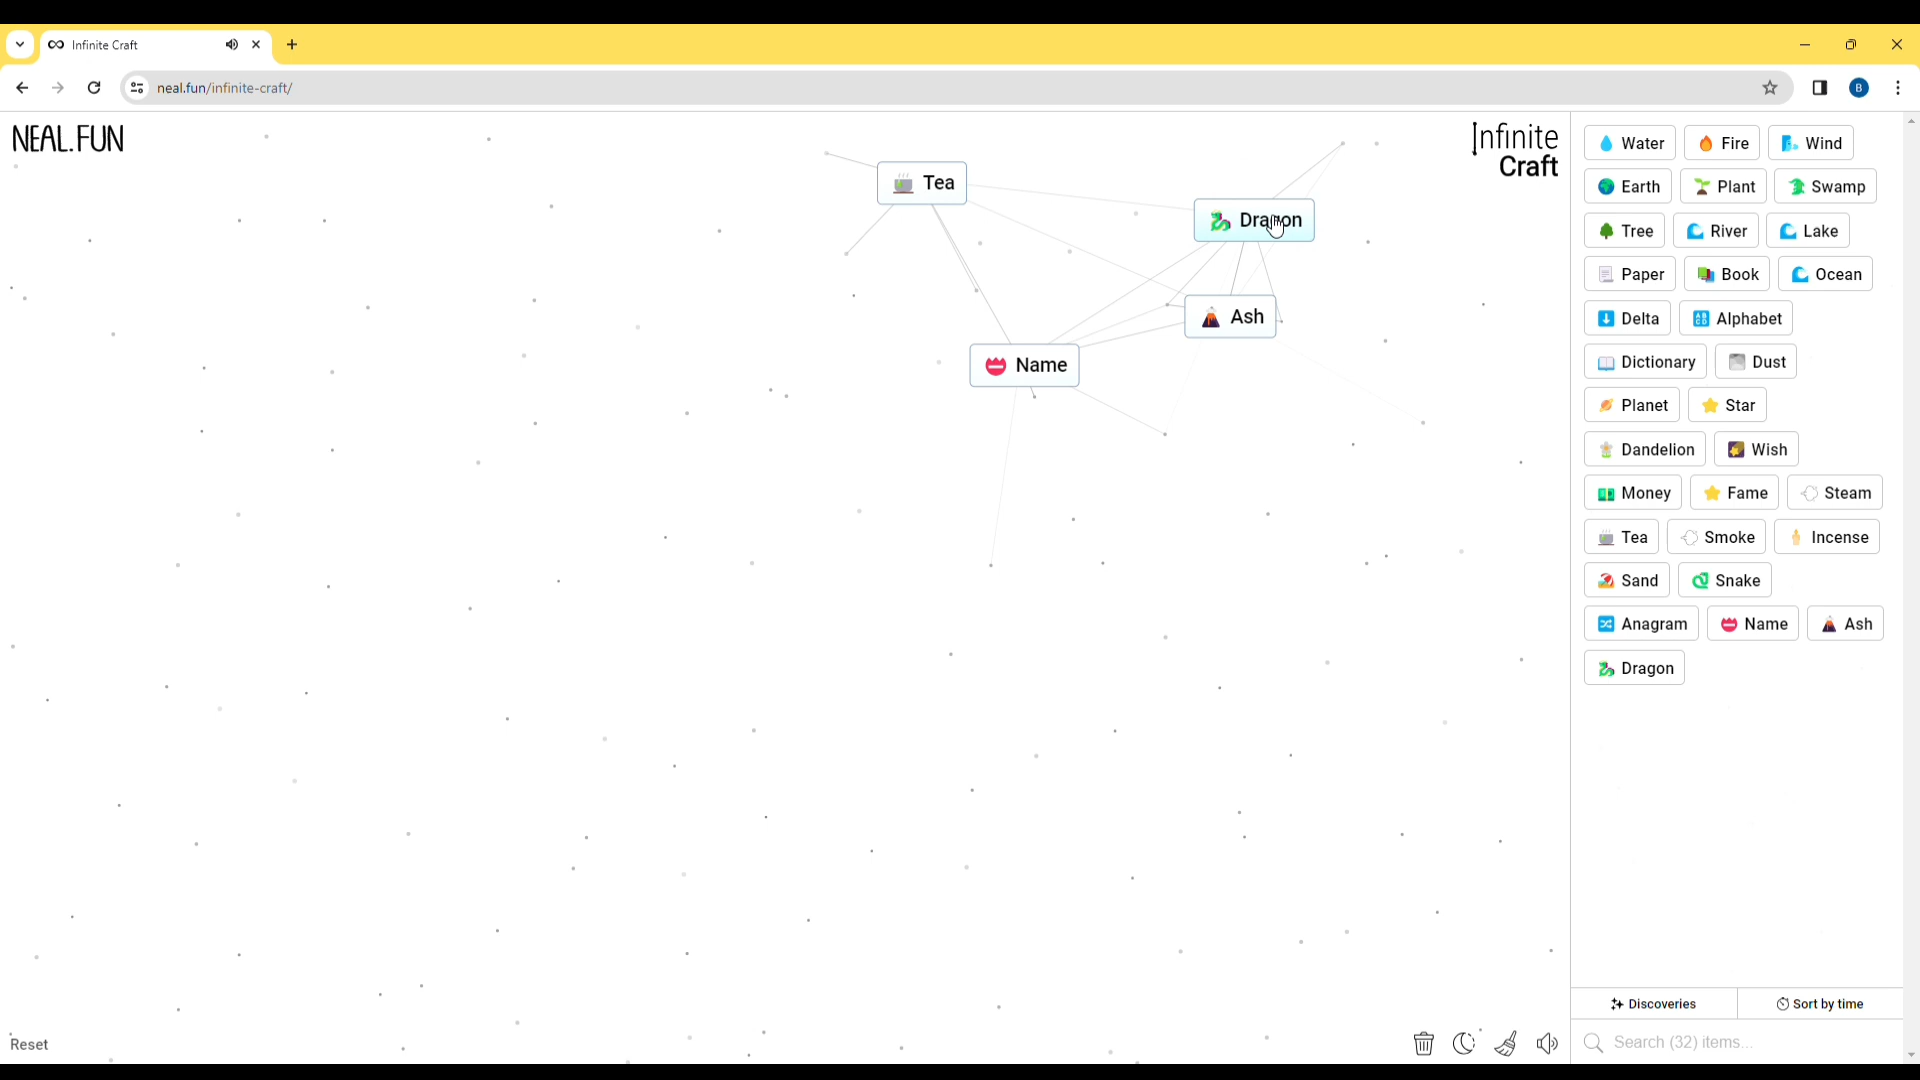 Infinite Craft
neal.fun/infinite-craft/
B
NEAL.FUN
Infinite
Craft
Tea
Dragon
Ash
Name
Water Fire Wind
Earth Plant Swamp
Tree River Lake
Paper Book Ocean
Delta Alphabet
Dictionary Dust
Planet Star
Dandelion Wish
Money Fame Steam
Tea Smoke Incense
Sand Snake
Anagram Name Ash
Dragon
Discoveries Sort by time
Search (32) items...
Reset